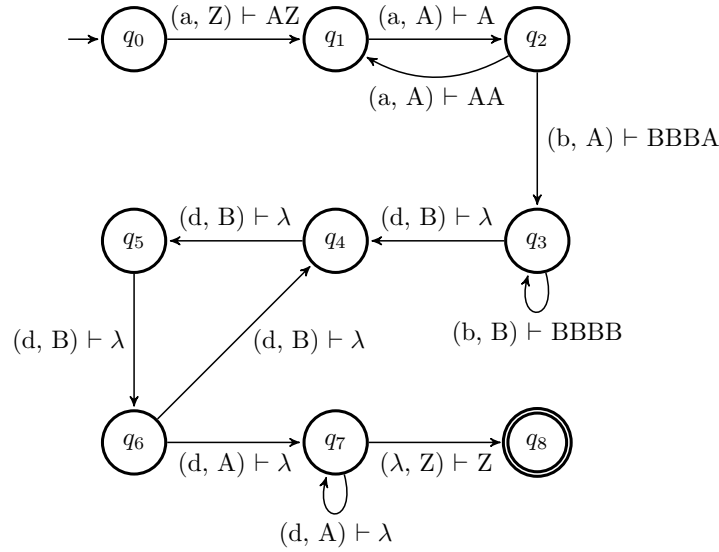 (a, Z) ⊢ AZ (a, A) ⊢ A
q0 q1 q2
(a, A) ⊢ AA
(b, A) ⊢ BBBA
(d, B) ⊢ λ (d, B) ⊢ λ
q5 q4 q3
(b, B) ⊢ BBBB
(d, B) ⊢ λ (d, B) ⊢ λ
q6 q7 q8
(d, A) ⊢ λ (λ, Z) ⊢ Z
(d, A) ⊢ λ